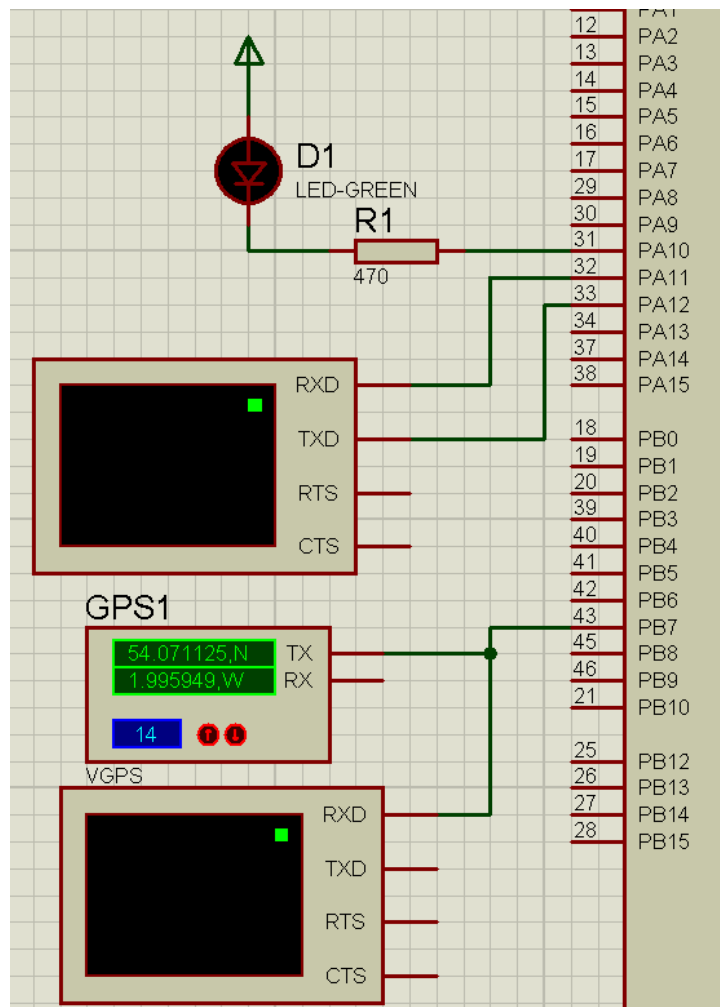 PA1
12 PA2
13 PA3
14 PA4
15 PA5
16 PA6
17 PA7
29 PA8
30 PA9
31 PA10
32 PA11
33 PA12
34 PA13
37 PA14
38 PA15
18 PB0
19 PB1
20 PB2
39 PB3
40 PB4
41 PB5
42 PB6
43 PB7
45 PB8
46 PB9
21 PB10
25 PB12
26 PB13
27 PB14
28 PB15
D1
LED-GREEN
R1
470
RXD
TXD
RTS
CTS
GPS1
54.071125,N TX
1.995949,W RX
14
VGPS
RXD
TXD
RTS
CTS